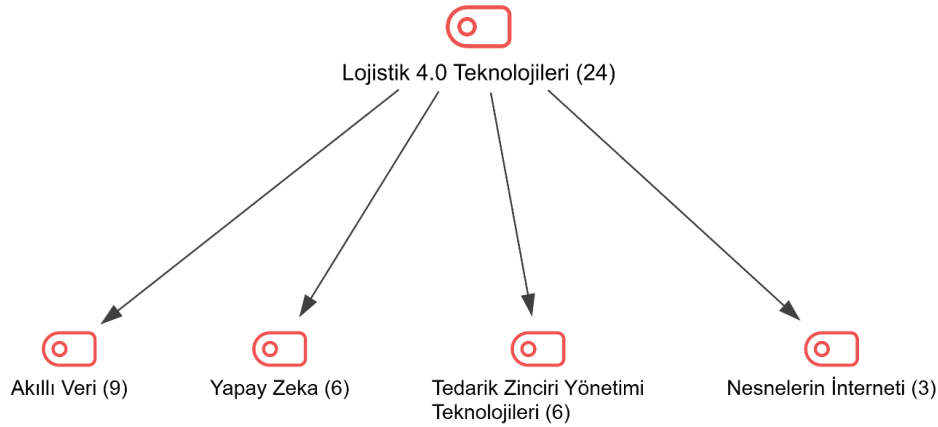 Lojistik 4.0 Teknolojileri (24)
Akıllı Veri (9)
Yapay Zeka (6)
Tedarik Zinciri Yönetimi
Teknolojileri (6)
Nesnelerin İnterneti (3)